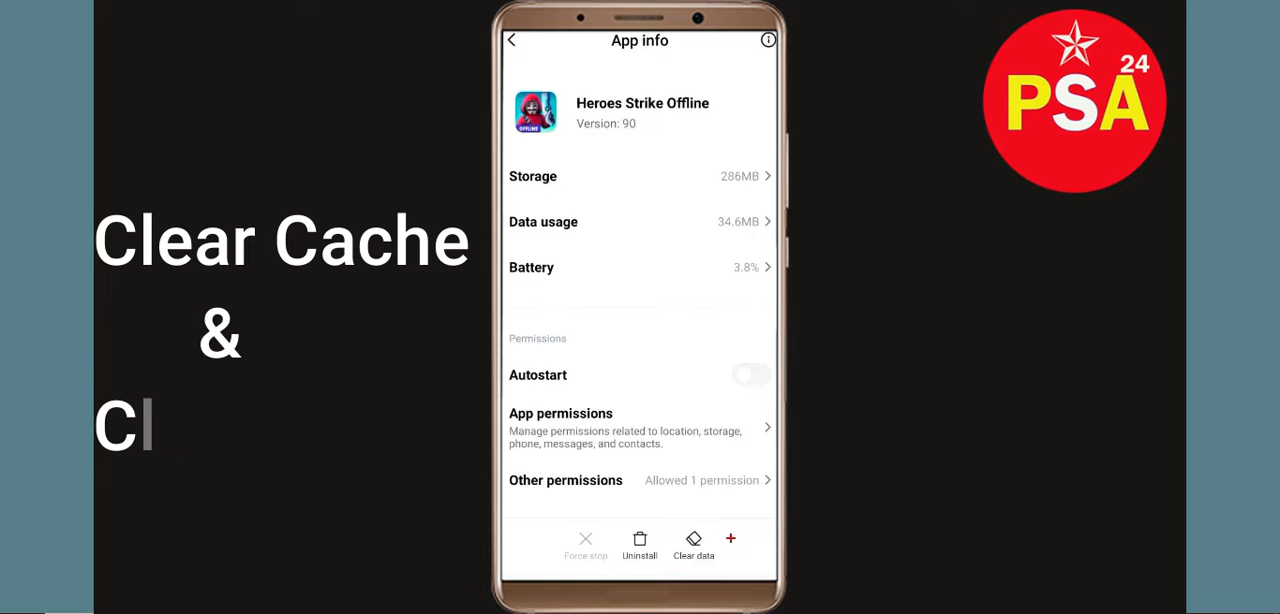 Clear Cache
&
Cl
App info
Heroes Strike Offline
Version: 90
OFFLINE
Storage 286MB
Data usage 34.6MB
Battery 3.8%
Permissions
Autostart
App permissions
Manage permissions related to location, storage,
phone, messages, and contacts.
Other permissions Allowed 1 permission
Force stop Uninstall Clear data
24
PSA